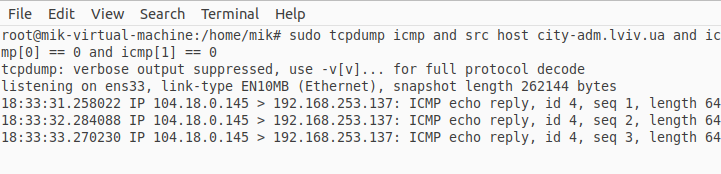 File Edit View Search Terminal Help
root@mik-virtual-machine:/home/mik# sudo tcpdump icmp and src host city-adm.lviv.ua and ic
mp[0] == 0 and icmp[1] == 0
tcpdump: verbose output suppressed, use -v[v]... for full protocol decode
listening on ens33, link-type EN10MB (Ethernet), snapshot length 262144 bytes
18:33:31.258022 IP 104.18.0.145 > 192.168.253.137: ICMP echo reply, id 4, seq 1, length 64
18:33:32.284088 IP 104.18.0.145 > 192.168.253.137: ICMP echo reply, id 4, seq 2, length 64
18:33:33.270230 IP 104.18.0.145 > 192.168.253.137: ICMP echo reply, id 4, seq 3, length 64